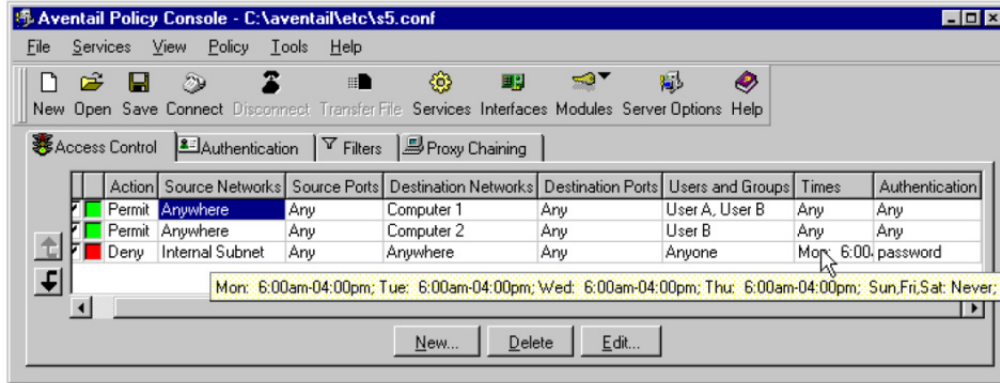 Aventail Policy Console - C:\aventail\etc\s5.conf
File Services View Policy Tools Help
New Open Save Connect Disconnect Transfer File Services Interfaces Modules Server Options Help
Access Control Authentication Filters Proxy Chaining
Action Source Networks Source Ports Destination Networks Destination Ports Users and Groups Times Authentication
Permit Anywhere Any Computer 1 Any User A, User B Any Any
Permit Anywhere Any Computer 2 Any User B Any Any
Deny Internal Subnet Any Anywhere Any Anyone Mon: 6:00 password
Mon: 6:00am-04:00pm; Tue: 6:00am-04:00pm; Wed: 6:00am-04:00pm; Thu: 6:00am-04:00pm; Sun,Fri,Sat: Never;
New... Delete Edit...